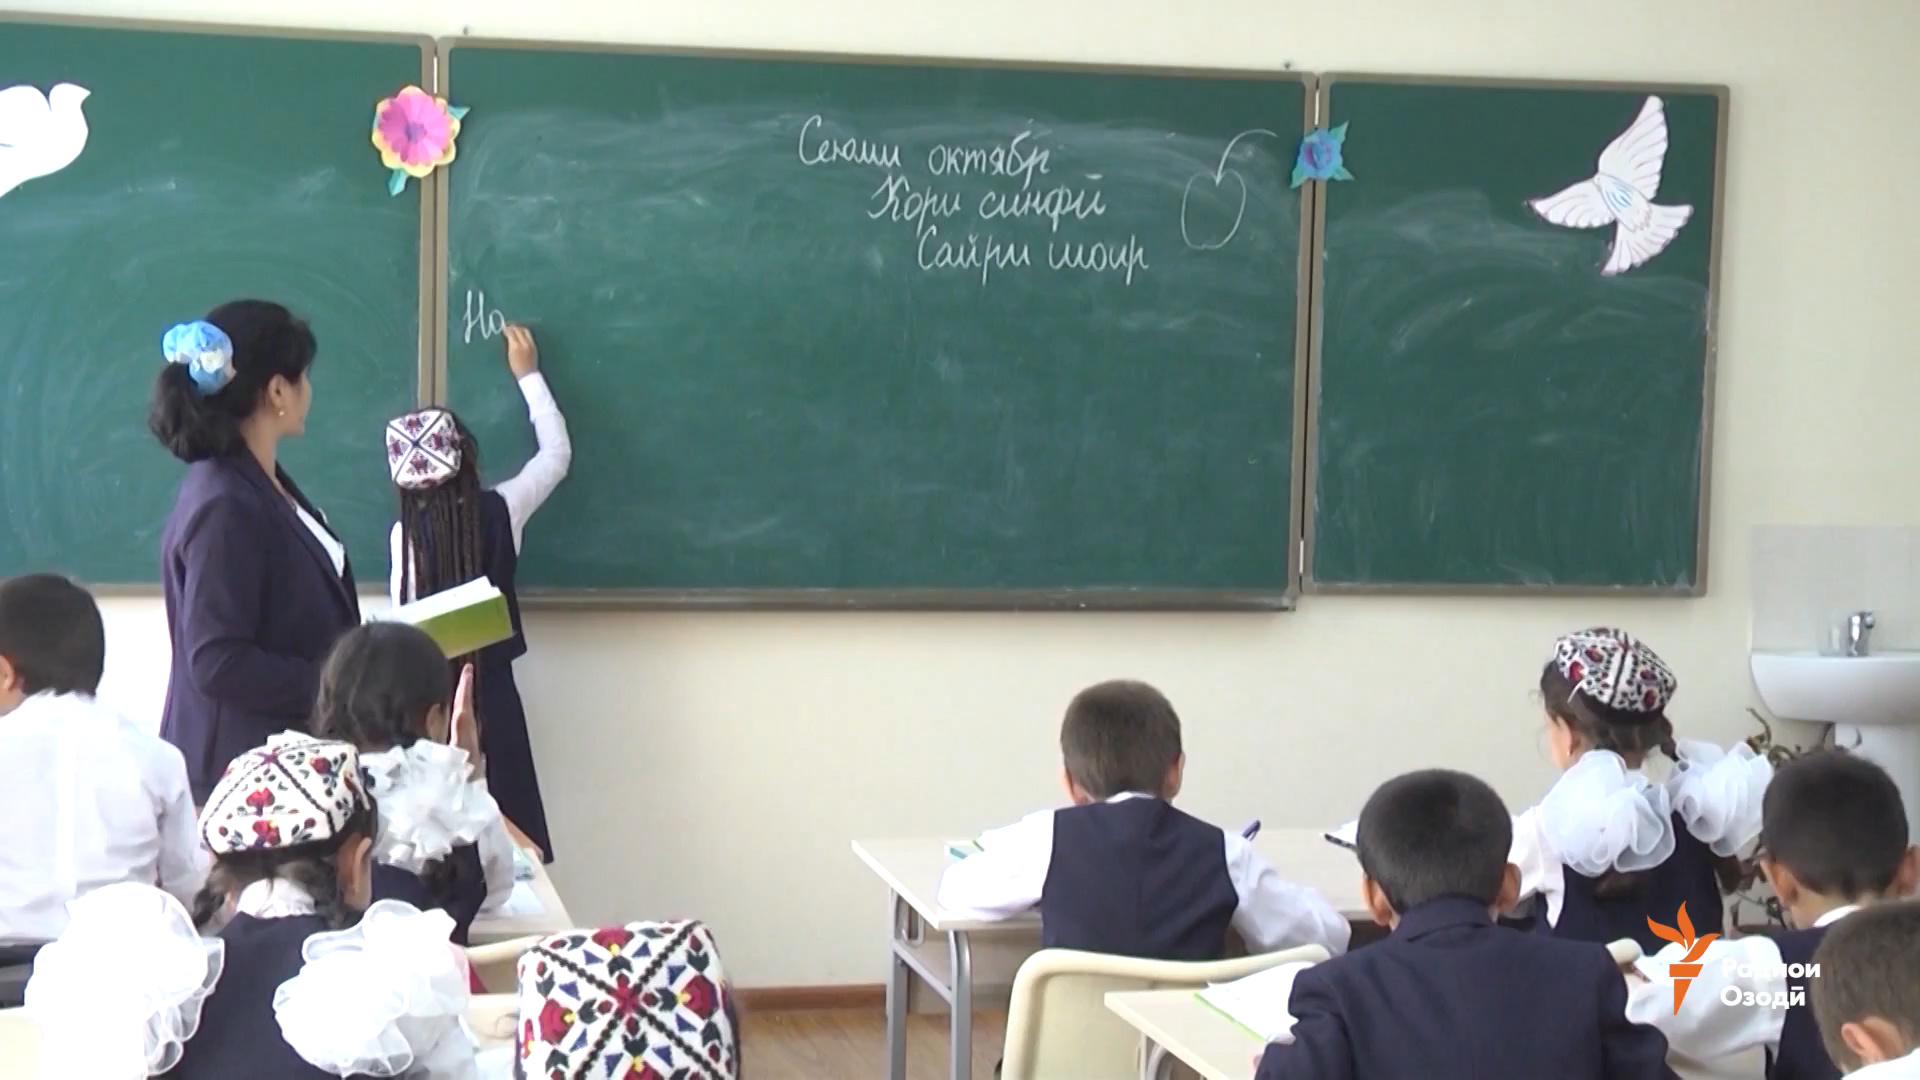 Сеюми октябр
Кори синфӣ
Сайри шоир
На
Радиои
Озодӣ